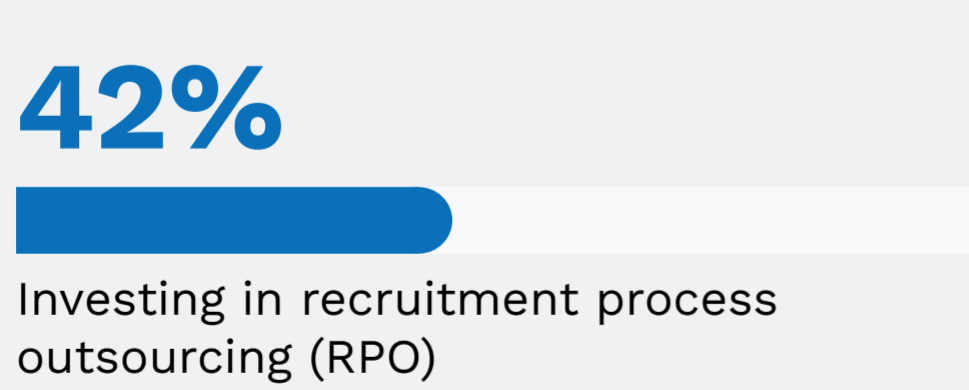 42%
Investing in recruitment process
outsourcing (RPO)